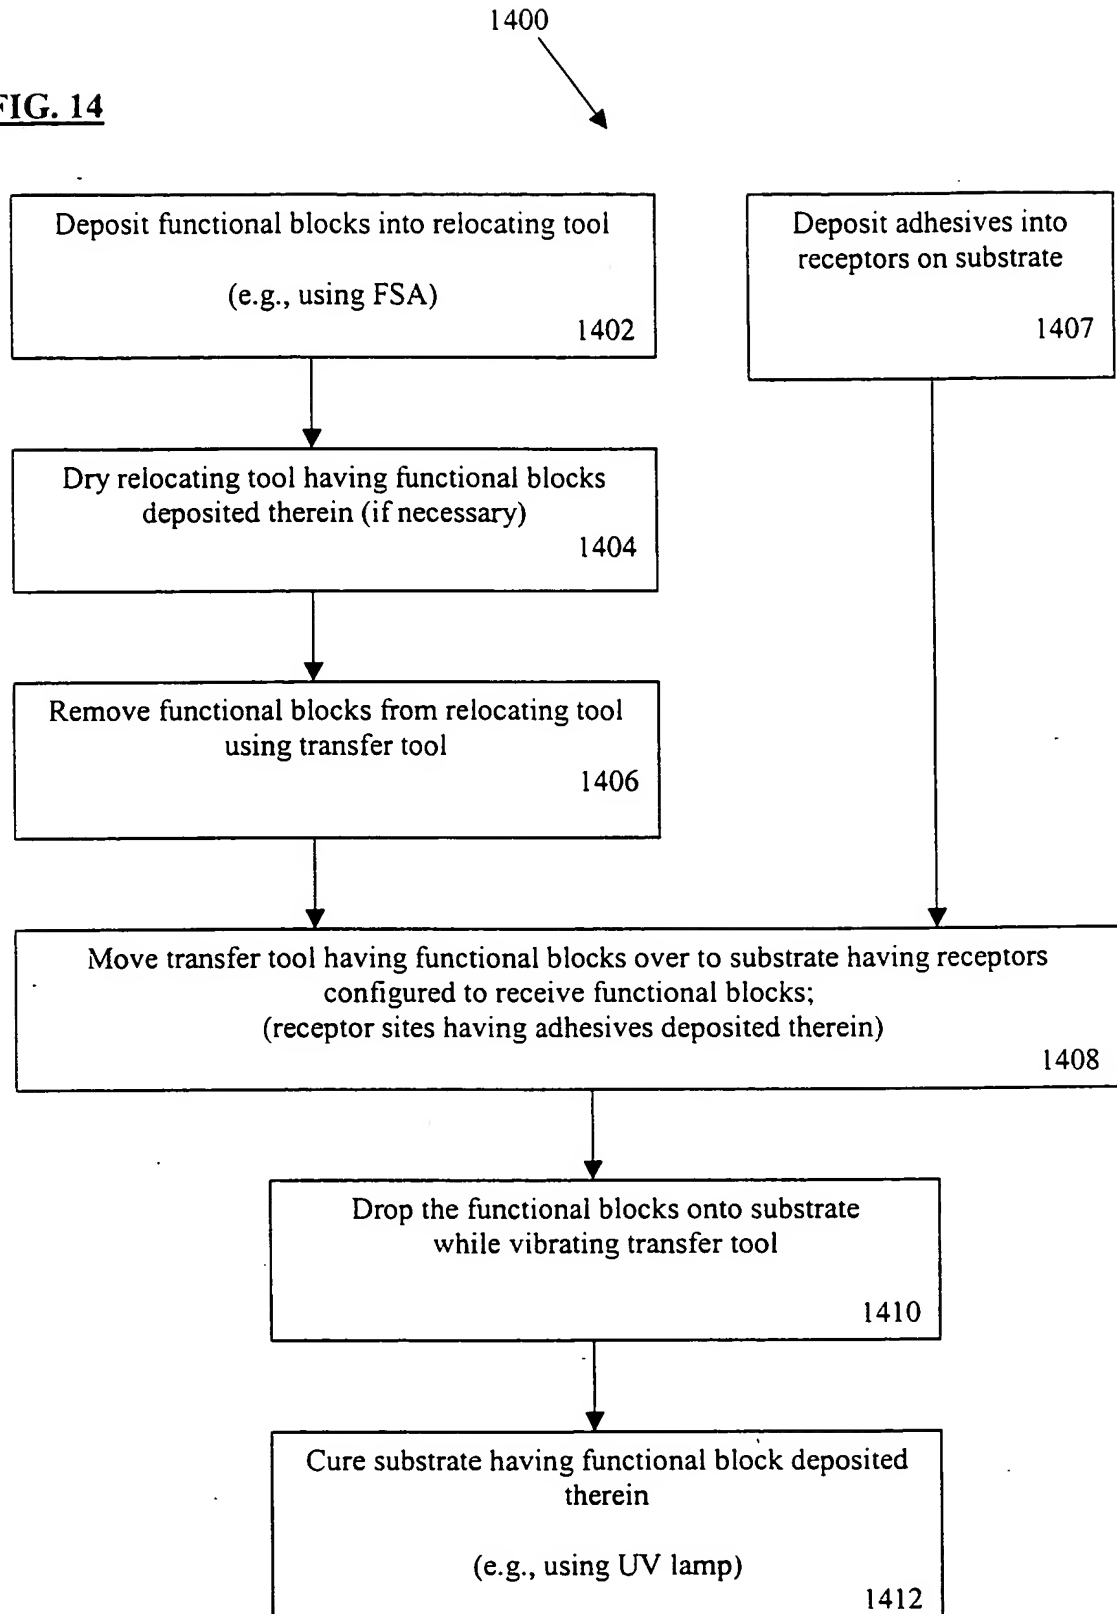 1400
FIG. 14
Deposit functional blocks into relocating tool
(e.g., using FSA)
1402
Deposit adhesives into
receptors on substrate
1407
Dry relocating tool having functional blocks
deposited therein (if necessary)
1404
Remove functional blocks from relocating tool
using transfer tool
1406
Move transfer tool having functional blocks over to substrate having receptors
configured to receive functional blocks;
(receptor sites having adhesives deposited therein)
1408
Drop the functional blocks onto substrate
while vibrating transfer tool
1410
Cure substrate having functional block deposited
therein
(e.g., using UV lamp)
1412